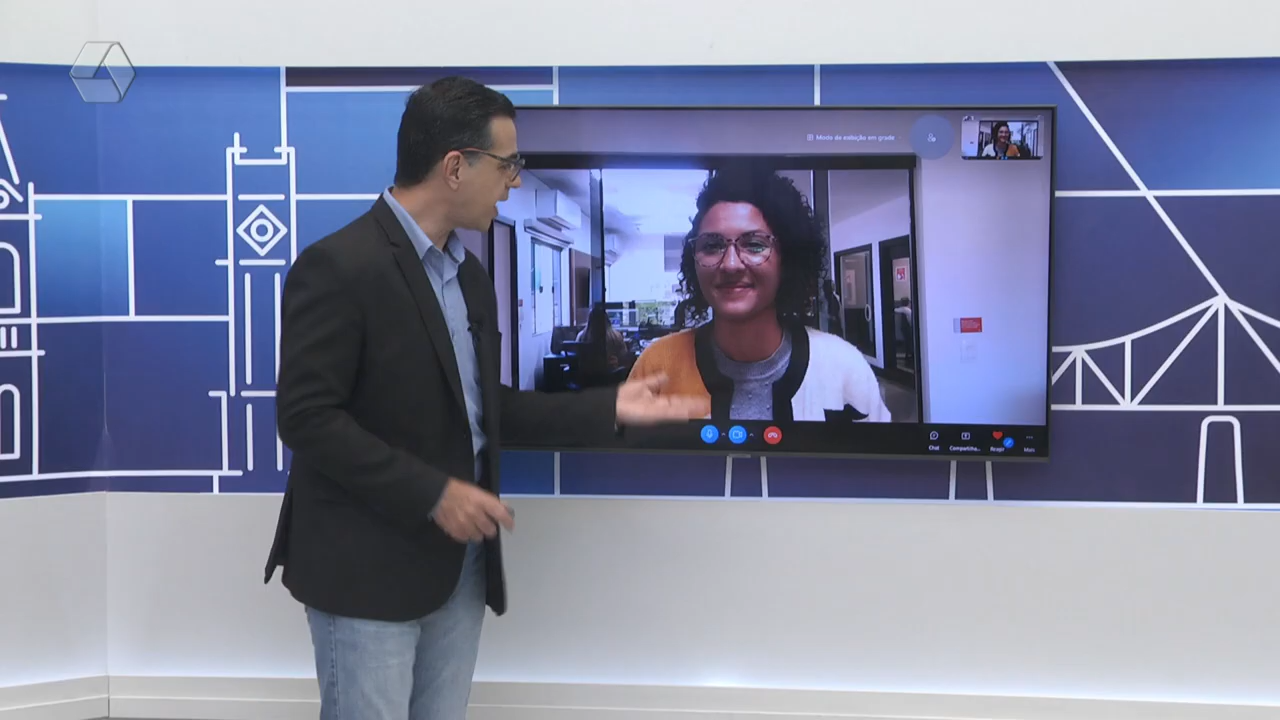 Modo de exibição em grade
Chat
Compartilha...
Reagir
Mais